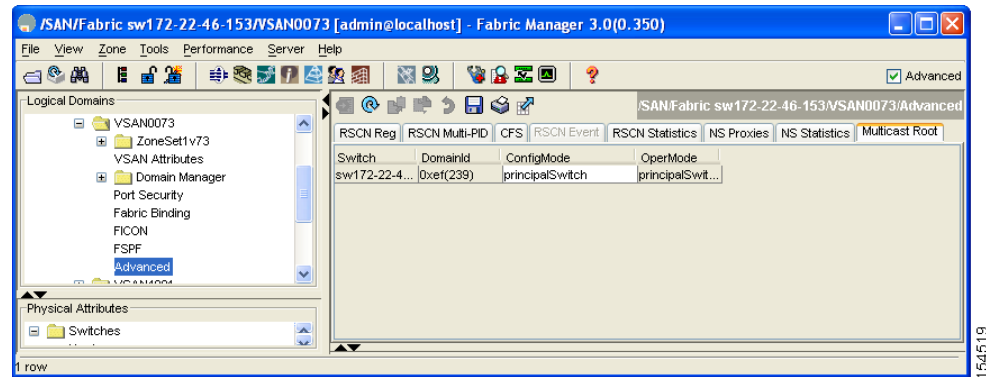 /SAN/Fabric sw172-22-46-153/VSAN0073 [admin@localhost] - Fabric Manager 3.0(0.350)
File View Zone Tools Performance Server Help
Advanced
Logical Domains
VSAN0073
ZoneSet1v73
VSAN Attributes
Domain Manager
Port Security
Fabric Binding
FICON
FSPF
Advanced
VSAN4001
Physical Attributes
Switches
/SAN/Fabric sw172-22-46-153/VSAN0073/Advanced
RSCN Reg RSCN Multi-PID CFS RSCN Event RSCN Statistics NS Proxies NS Statistics Multicast Root
Switch DomainId ConfigMode OperMode
sw172-22-4... 0xef(239) principalSwitch principalSwit...
1 row
154519